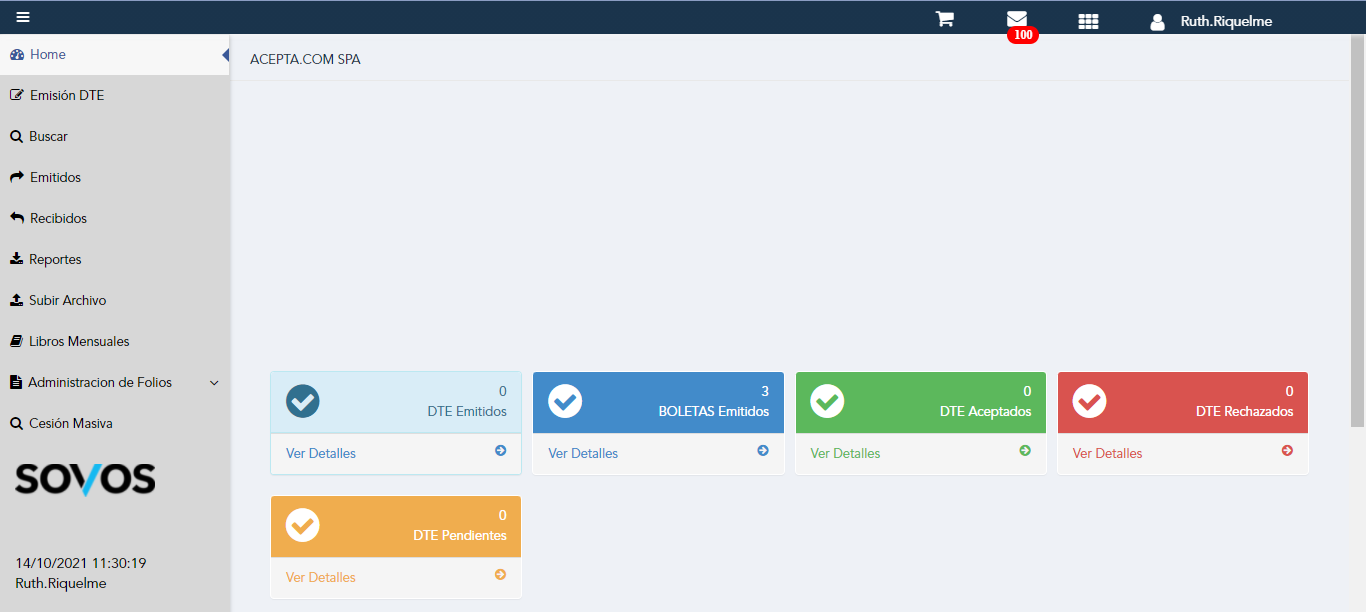 100
Ruth.Riquelme
Home
ACEPTA.COM SPA
Emisión DTE
Buscar
Emitidos
Recibidos
Reportes
Subir Archivo
Libros Mensuales
Administracion de Folios
Cesión Masiva
SOVOS
14/10/2021 11:30:19
Ruth.Riquelme
0
DTE Emitidos
Ver Detalles
3
BOLETAS Emitidos
Ver Detalles
0
DTE Aceptados
Ver Detalles
0
DTE Rechazados
Ver Detalles
0
DTE Pendientes
Ver Detalles